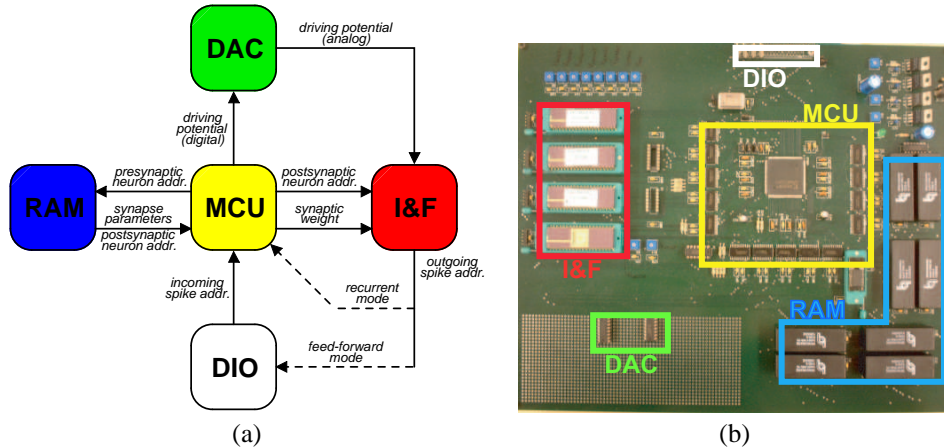 DAC
driving potential
(analog)
driving
potential
(digital)
presynaptic
neuron addr.
postsynaptic
neuron addr.
RAM
MCU
I&F
synapse
parameters
postsynaptic
neuron addr.
synaptic
weight
incoming
spike addr.
outgoing
spike addr.
recurrent
mode
feed-forward
mode
DIO
(a)
DIO
MCU
I&F
RAM
DAC
(b)